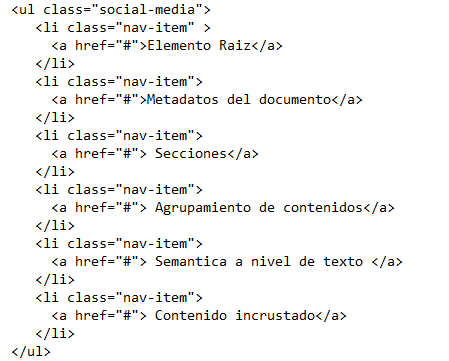 <ul class="social-media">
<li class="nav-item" >
<a href="#">Elemento Raiz</a>
</li>
<li class="nav-item">
<a href="#">Metadatos del documento</a>
</li>
<li class="nav-item">
<a href="#"> Secciones</a>
</li>
<li class="nav-item">
<a href="#"> Agrupamiento de contenidos</a>
</li>
<li class="nav-item">
<a href="#"> Semantica a nivel de texto </a>
</li>
<li class="nav-item">
<a href="#"> Contenido incrustado</a>
</li>
</ul>